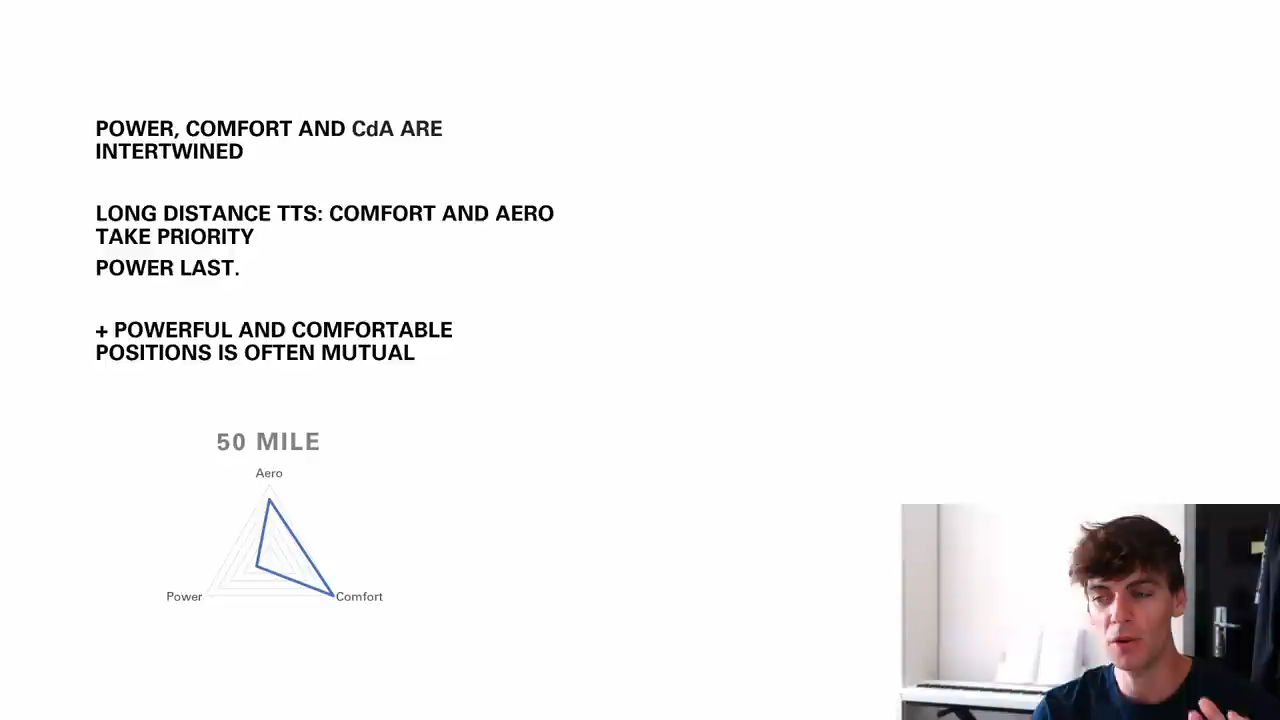 POWER, COMFORT AND CdA ARE
INTERTWINED
LONG DISTANCE TTS: COMFORT AND AERO
TAKE PRIORITY
POWER LAST.
+ POWERFUL AND COMFORTABLE
POSITIONS IS OFTEN MUTUAL
50 MILE
Aero
Power
Comfort